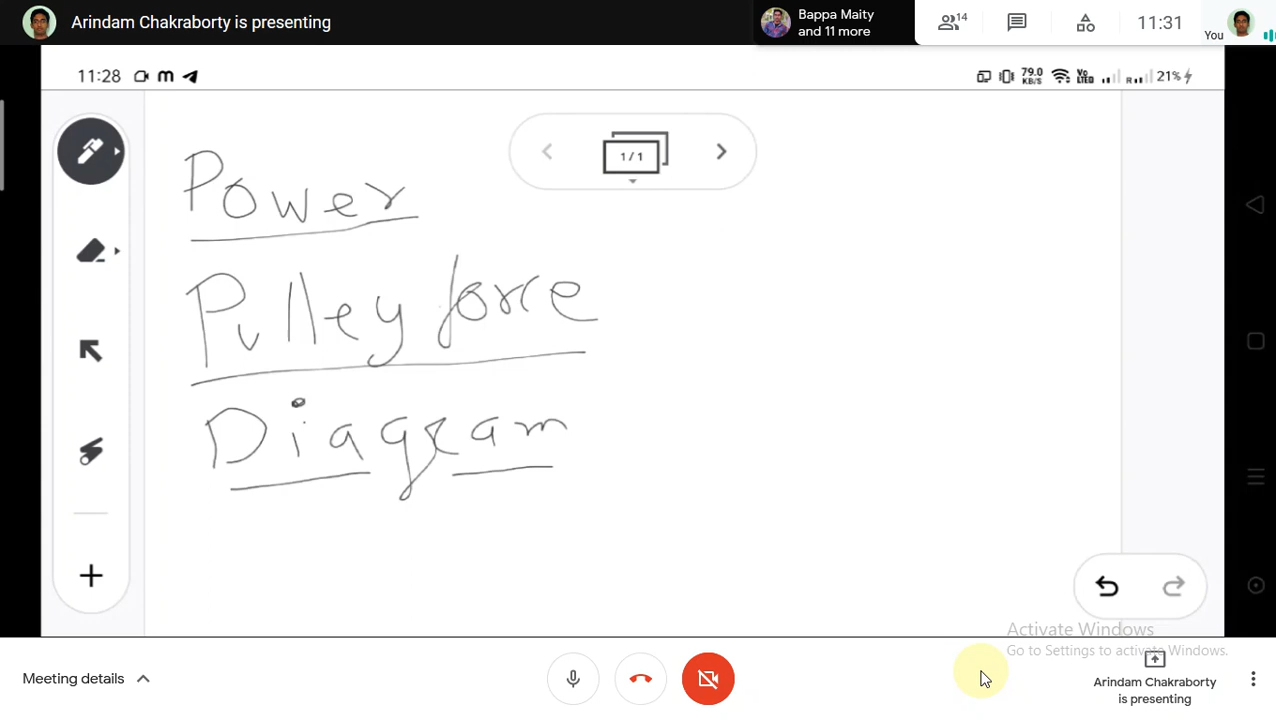 Arindam Chakraborty is presenting
Bappa Maity
and 11 more
14
11:31
You
11:28
m
79.0
KB/S
Vo
LTED
R
21%
1/1
Power
Pulley force
Diagram
Activate Windows
Go to Settings to activate Windows.
Meeting details
Arindam Chakraborty
is presenting